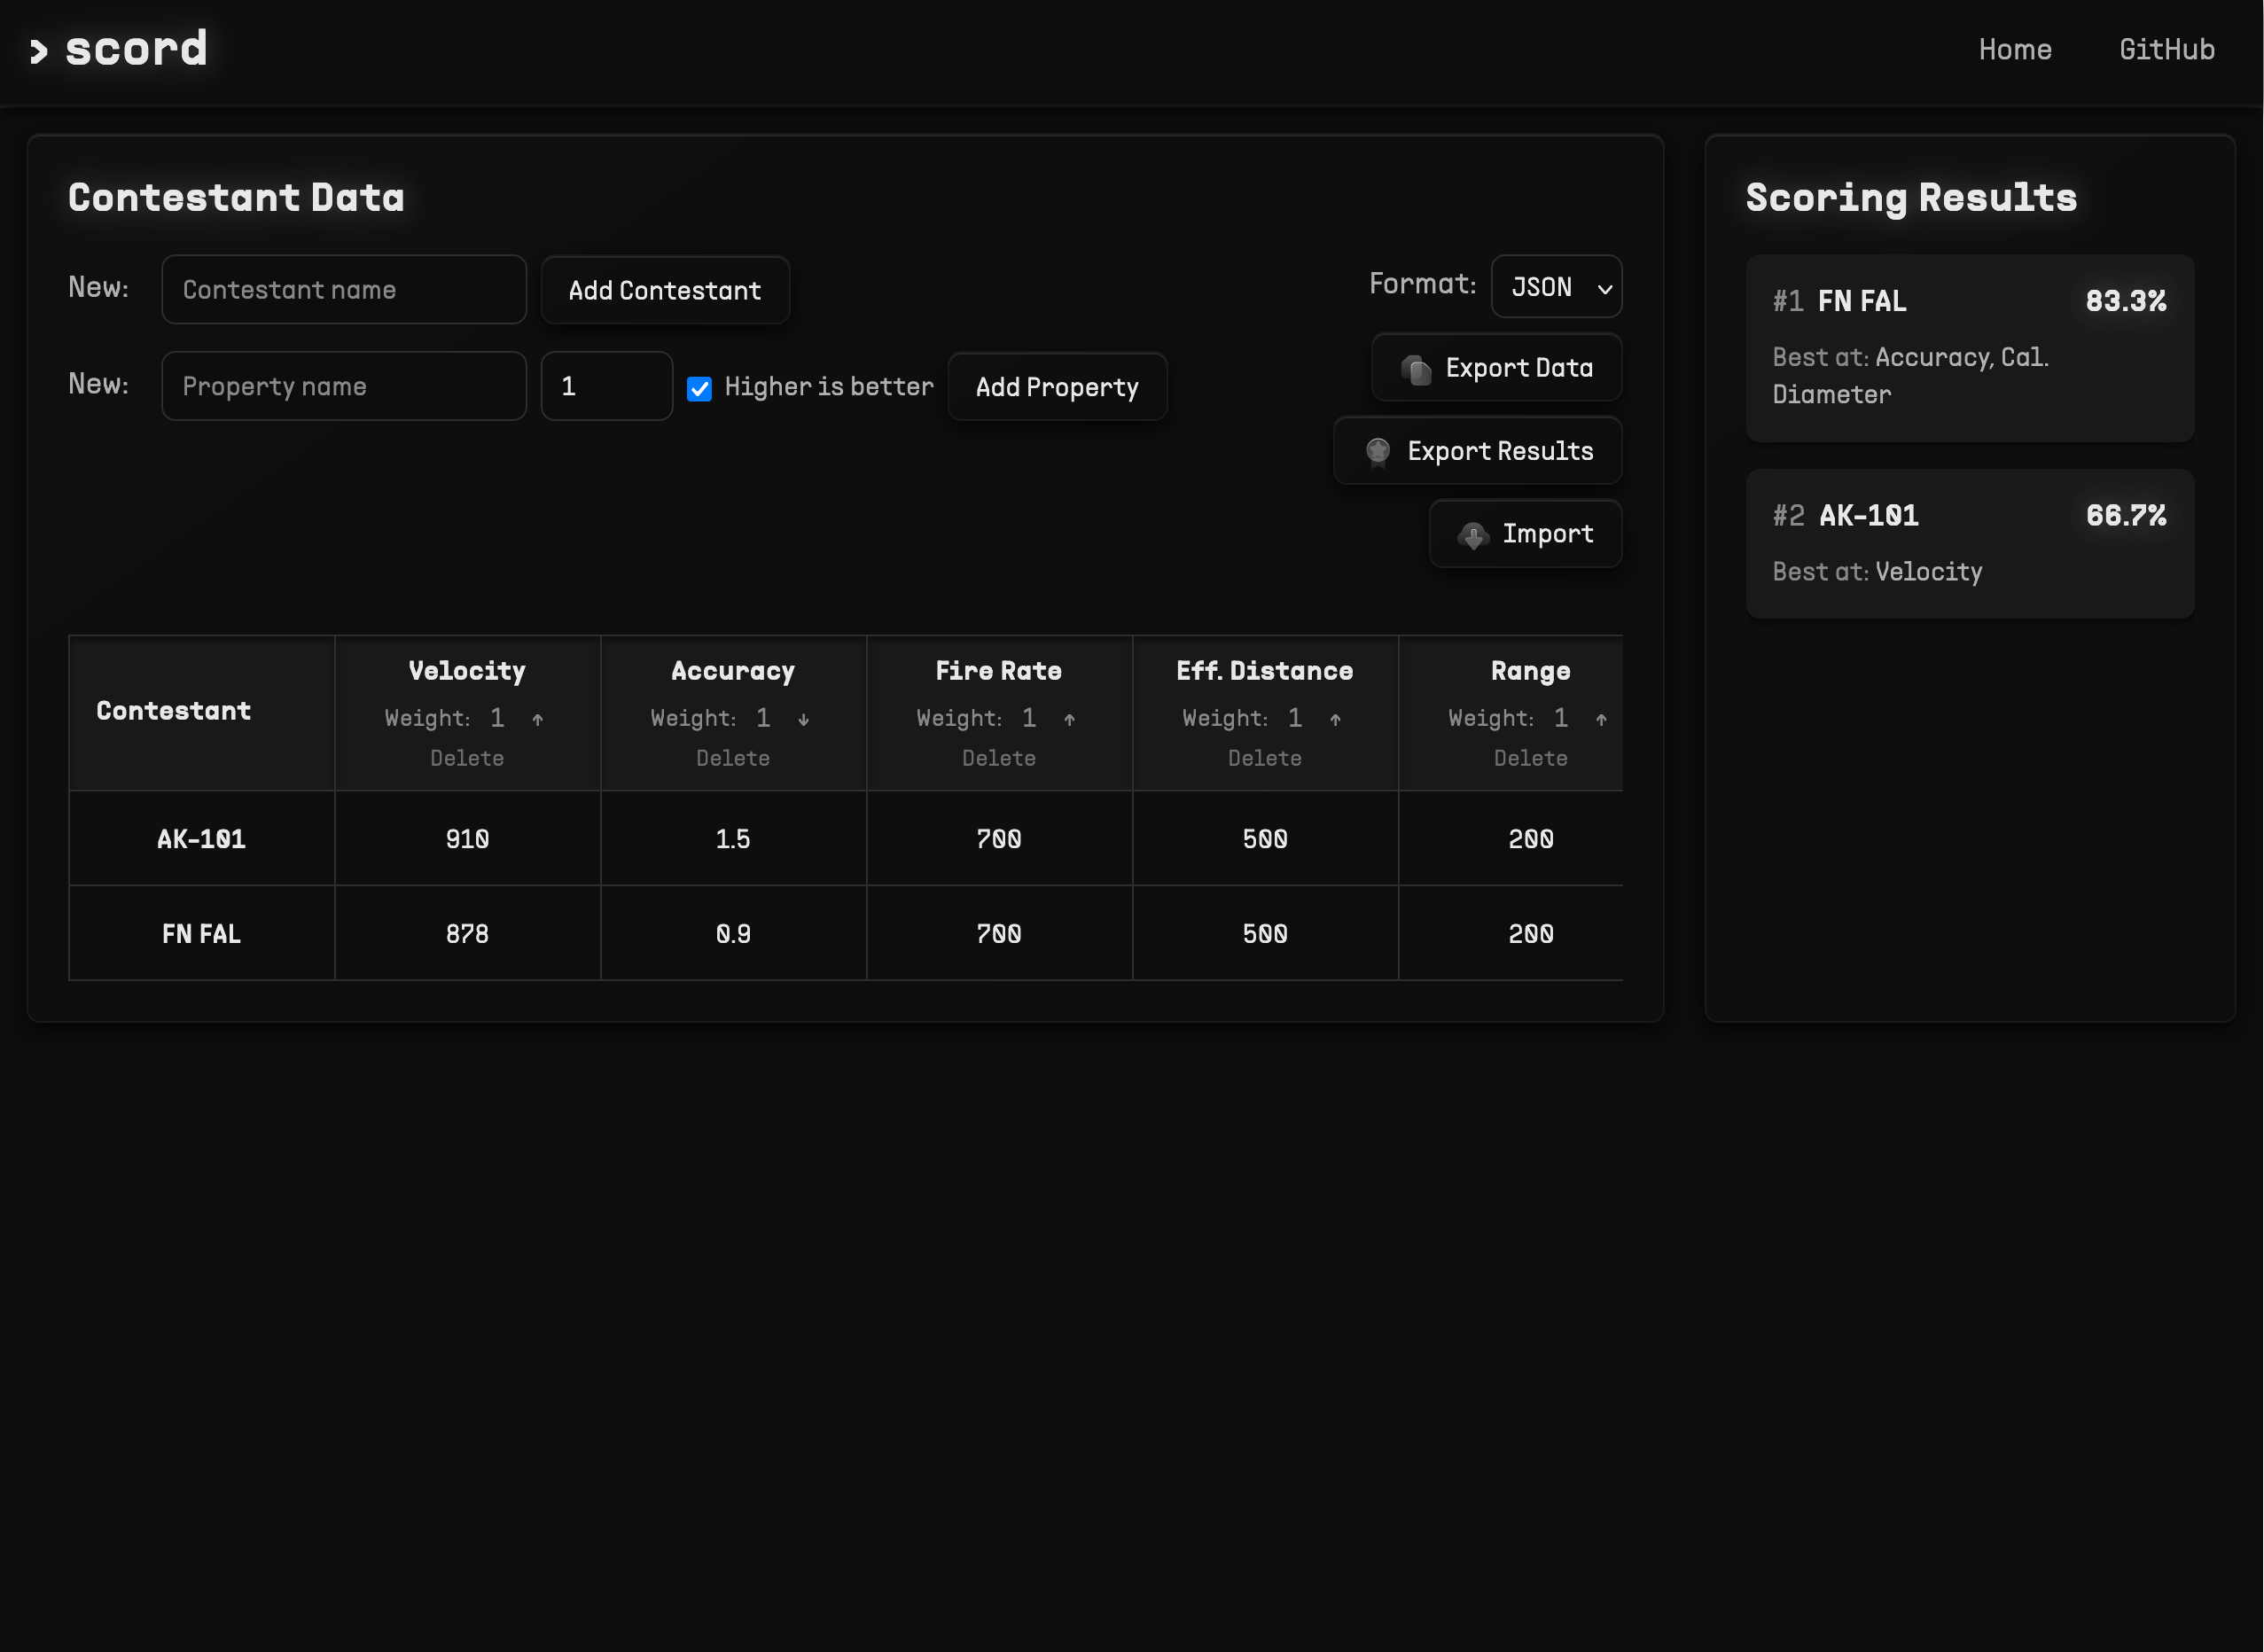 › scord
Home
GitHub
Contestant Data
New:
Contestant name
Add Contestant
New:
Property name
1
Higher is better
Add Property
Format:
JSON
Export Data
Export Results
Import
Contestant
Velocity
Weight: 1 ↑
Delete
Accuracy
Weight: 1 ↓
Delete
Fire Rate
Weight: 1 ↑
Delete
Eff. Distance
Weight: 1 ↑
Delete
Range
Weight: 1 ↑
Delete
AK-101 910 1.5 700 500 200
FN FAL 878 0.9 700 500 200
Scoring Results
#1 FN FAL 83.3%
Best at: Accuracy, Cal.
Diameter
#2 AK-101 66.7%
Best at: Velocity